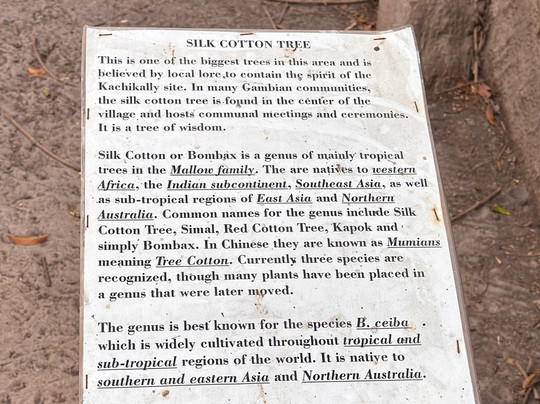 SILK COTTON TREE
This is one of the biggest trees in this area and is
believed by local lore,to contain the spirit of the
Kachikally site. In many Gambian communities,
the silk cotton tree is found in the center of the
village and hosts communal meetings and ceremonies.
It is a tree of wisdom.
Silk Cotton or Bombax is a genus of mainly tropical
trees in the Mallow family. The are natives to western
Africa, the Indian subcontinent, Southeast Asia, as well
as sub-tropical regions of East Asia and Northern
Australia. Common names for the genus include Silk
Cotton Tree, Simal, Red Cotton Tree, Kapok and
simply Bombax. In Chinese they are known as Mumians
meaning Tree Cotton. Currently three species are
recognized, though many plants have been placed in
a genus that were later moved.
The genus is best known for the species B. ceiba .
which is widely cultivated throughout tropical and
sub-tropical regions of the world. It is native to
southern and eastern Asia and Northern Australia.